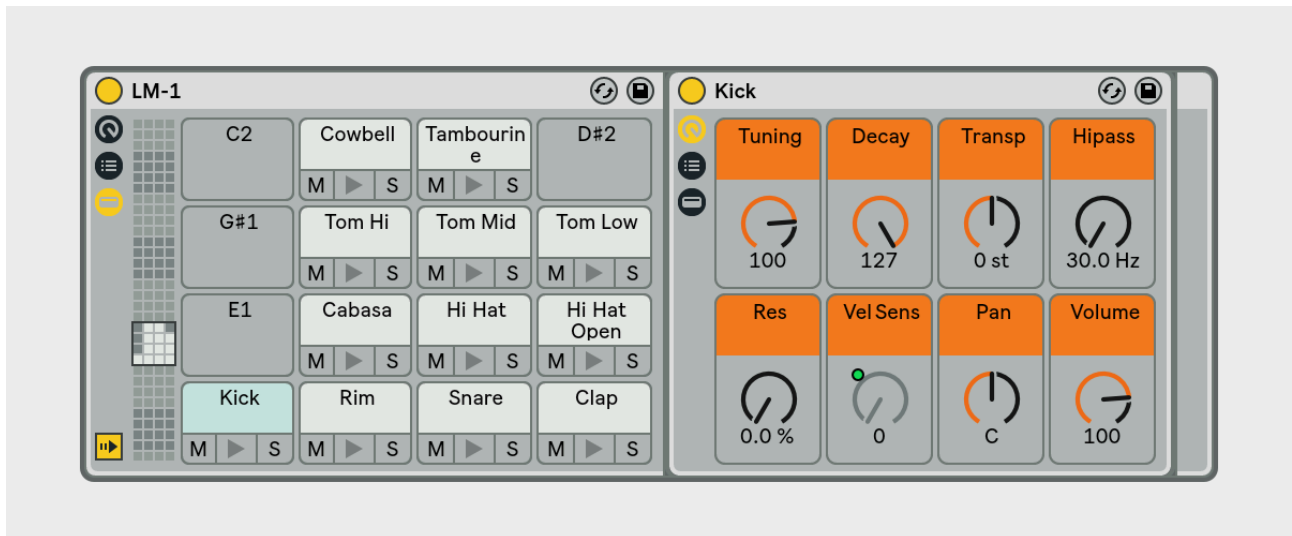 LM-1
Kick
C2
Cowbell
Tambourin
e
D#2
M S
M S
G#1
Tom Hi
Tom Mid
Tom Low
M S
M S
M S
E1
Cabasa
Hi Hat
Hi Hat
Open
M S
M S
M S
Kick
Rim
Snare
Clap
M S
M S
M S
M S
Tuning
Decay
Transp
Hipass
100
127
0 st
30.0 Hz
Res
Vel Sens
Pan
Volume
0.0 %
0
C
100